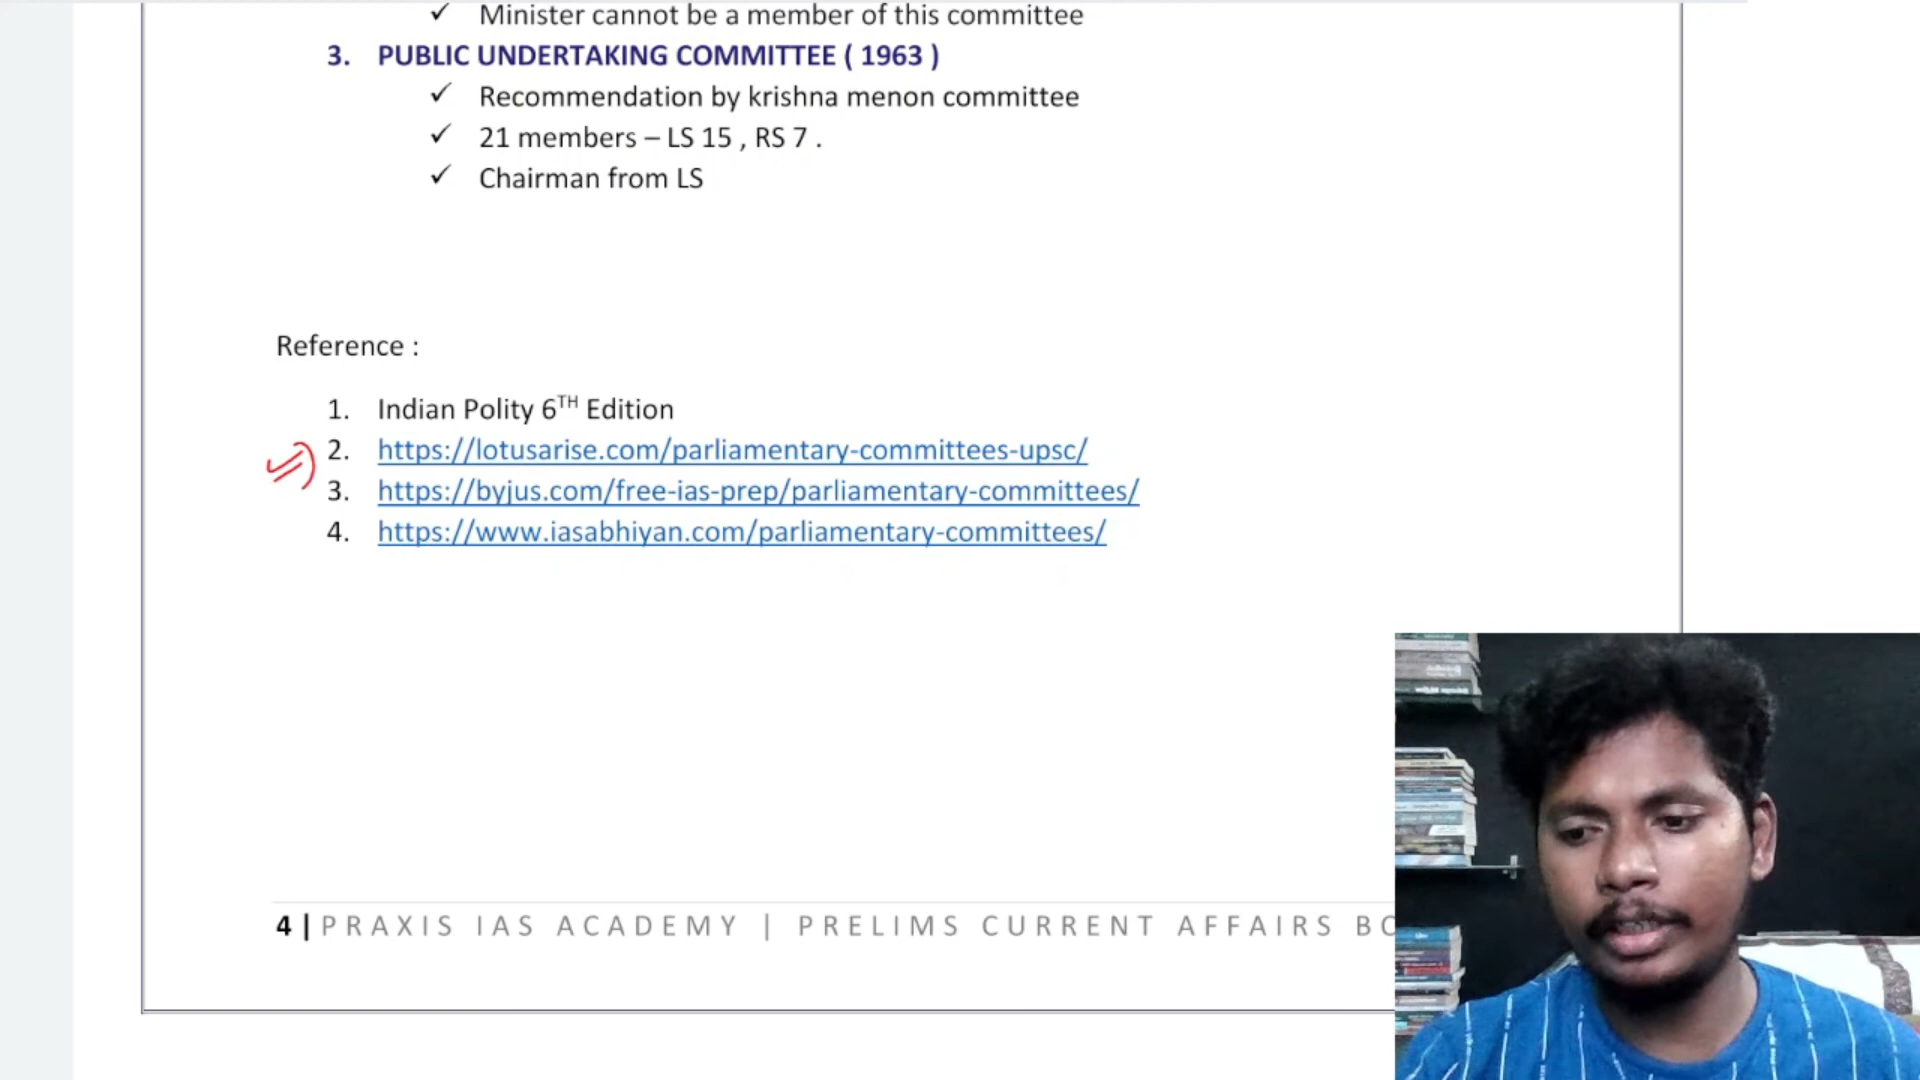 ✓ Minister cannot be a member of this committee
3. PUBLIC UNDERTAKING COMMITTEE ( 1963 )
✓ Recommendation by krishna menon committee
✓ 21 members – LS 15 , RS 7 .
✓ Chairman from LS
Reference :
1. Indian Polity 6TH Edition
2. https://lotusarise.com/parliamentary-committees-upsc/
3. https://byjus.com/free-ias-prep/parliamentary-committees/
4. https://www.iasabhiyan.com/parliamentary-committees/
4 | PRAXIS IAS ACADEMY | PRELIMS CURRENT AFFAIRS BO